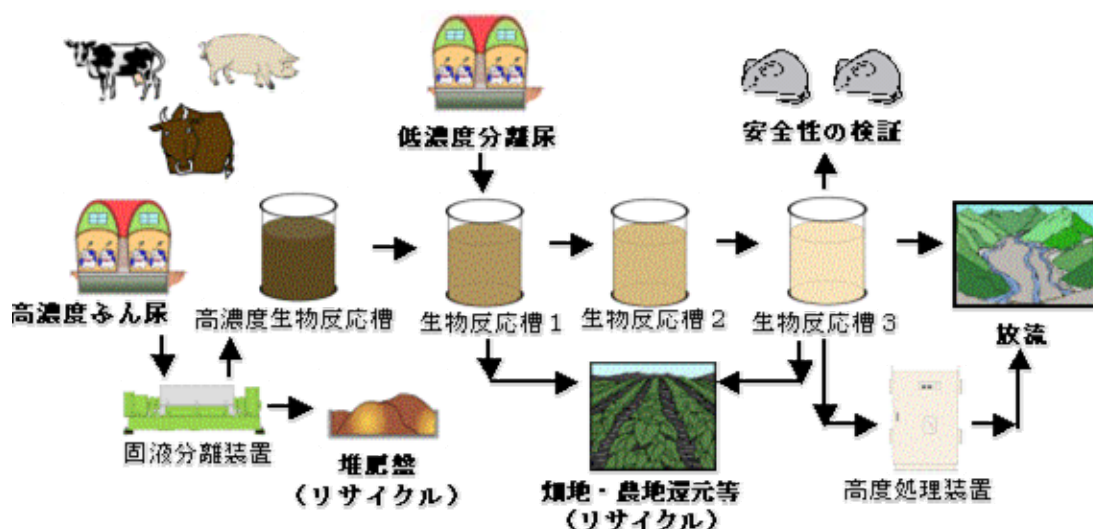 低濃度分離尿
安全性の検証
高濃度ふん尿
高濃度生物反応槽
生物反応槽1
生物反応槽2
生物反応槽3
放流
固液分離装置
堆肥盤
(リサイクル)
畑地・農地還元等
(リサイクル)
高度処理装置